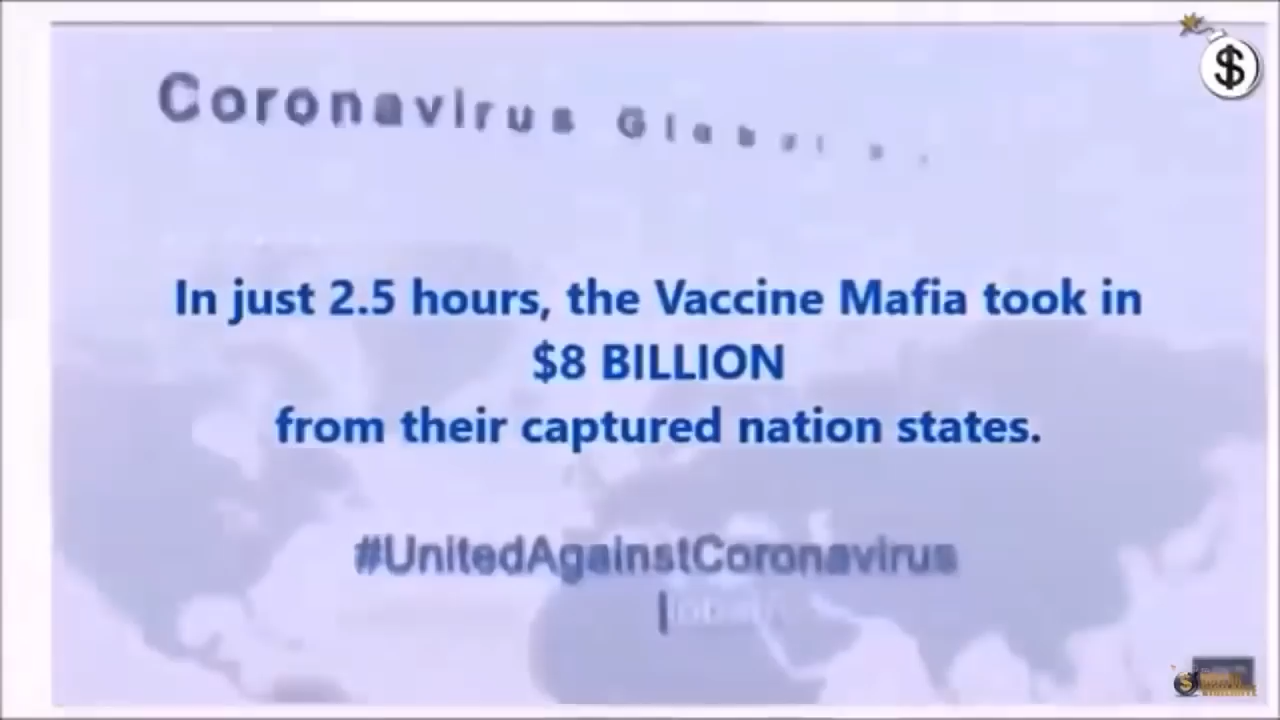 Coronavirus Global
In just 2.5 hours, the Vaccine Mafia took in
$8 BILLION
from their captured nation states.
#UnitedAgainstCoronavirus
$